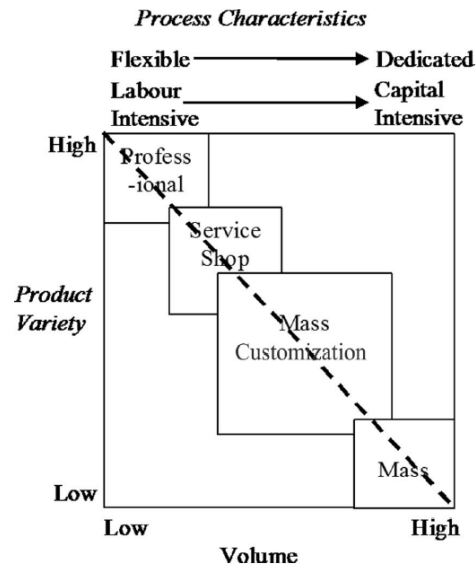 Process Characteristics
Flexible Dedicated
Labour Capital
Intensive Intensive
High
Profess
-ional
Service
Shop
Product
Variety
Mass
Customization
Mass
Low
Low High
Volume